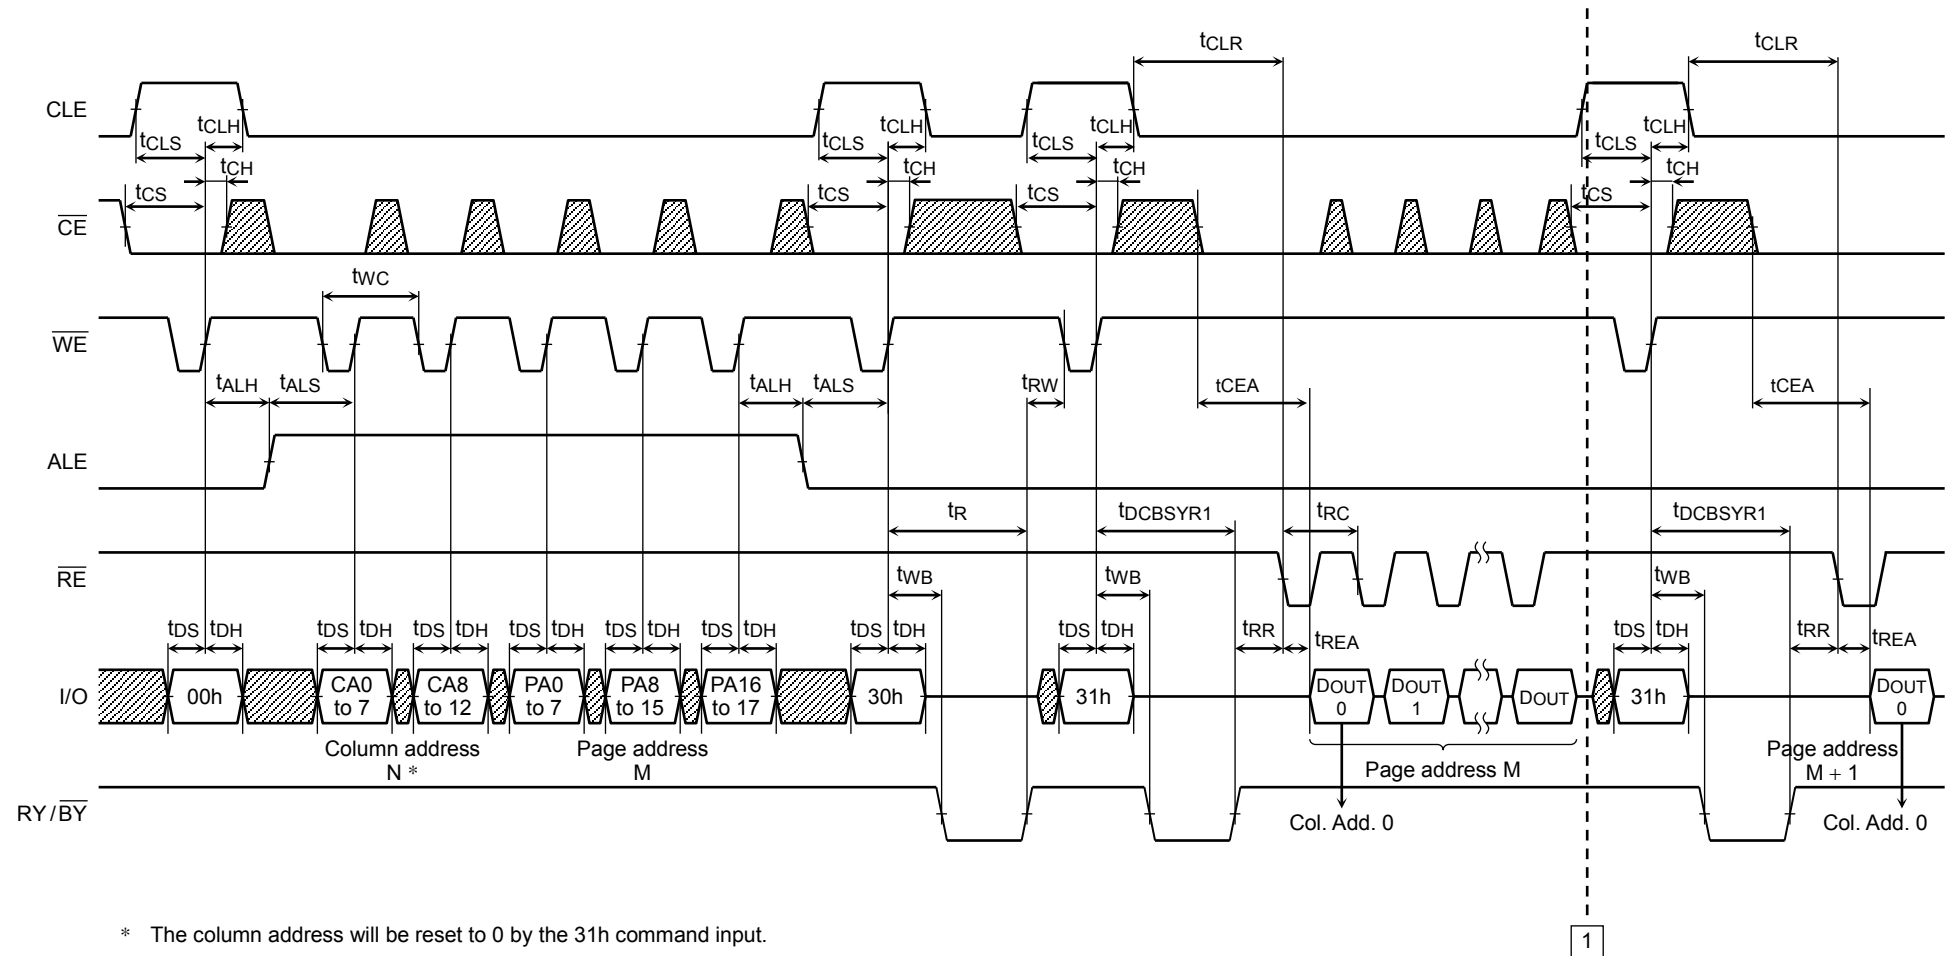 tCLR tCLR
CLE
tCLS tCLH tCLS tCLH tCLS tCLH tCLS tCLH
tCS tCH tCS tCH tCS tCH tCS tCH
CE
tWC
WE
tALH tALS tALH tALS tRW tCEA tCEA
ALE
tR tDCBSYR1 tRC tDCBSYR1
RE
tWB tWB tWB
tDS tDH tDS tDH tDS tDH tDS tDH tDS tDH tDS tDH tDS tDH tDS tDH tRR tREA tDS tDH tRR tREA
I/O
00h
CA0
to 7
CA8
to 12
PA0
to 7
PA8
to 15
PA16
to 17
30h
31h
DOUT
0
DOUT
1
DOUT
31h
DOUT
0
Column address
N *
Page address
M
Page address M
Page address
M + 1
RY/BY
Col. Add. 0
Col. Add. 0
* The column address will be reset to 0 by the 31h command input.
1